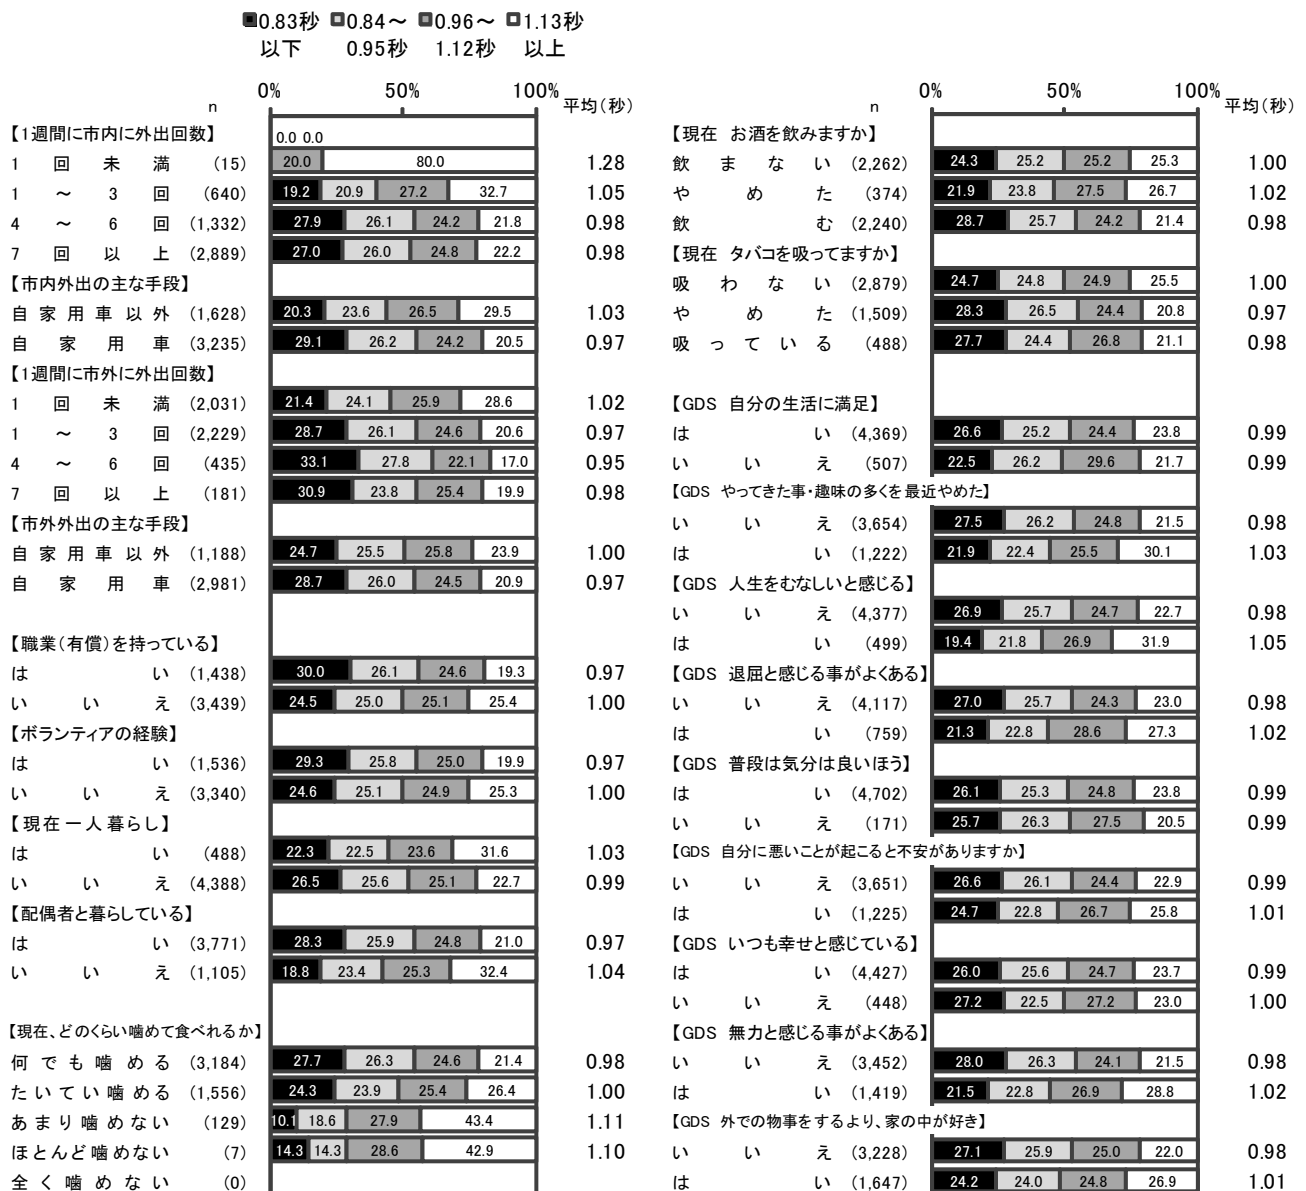 ■0.83秒以下 □0.84～0.95秒 ■0.96～1.12秒 □1.13秒以上
n 0% 50% 100% 平均(秒)
【1週間に市内に外出回数】 0.0 0.0
1回未満 (15) 20.0 80.0 1.28
1～3回 (640) 19.2 20.9 27.2 32.7 1.05
4～6回 (1,332) 27.9 26.1 24.2 21.8 0.98
7回以上 (2,889) 27.0 26.0 24.8 22.2 0.98
【市内外出の主な手段】
自家用車以外 (1,628) 20.3 23.6 26.5 29.5 1.03
自家用車 (3,235) 29.1 26.2 24.2 20.5 0.97
【1週間に市外に外出回数】
1回未満 (2,031) 21.4 24.1 25.9 28.6 1.02
1～3回 (2,229) 28.7 26.1 24.6 20.6 0.97
4～6回 (435) 33.1 27.8 22.1 17.0 0.95
7回以上 (181) 30.9 23.8 25.4 19.9 0.98
【市外外出の主な手段】
自家用車以外 (1,188) 24.7 25.5 25.8 23.9 1.00
自家用車 (2,981) 28.7 26.0 24.5 20.9 0.97
【職業(有償)を持っている】
はい (1,438) 30.0 26.1 24.6 19.3 0.97
いいえ (3,439) 24.5 25.0 25.1 25.4 1.00
【ボランティアの経験】
はい (1,536) 29.3 25.8 25.0 19.9 0.97
いいえ (3,340) 24.6 25.1 24.9 25.3 1.00
【現在一人暮らし】
はい (488) 22.3 22.5 23.6 31.6 1.03
いいえ (4,388) 26.5 25.6 25.1 22.7 0.99
【配偶者と暮らしている】
はい (3,771) 28.3 25.9 24.8 21.0 0.97
いいえ (1,105) 18.8 23.4 25.3 32.4 1.04
【現在、どのくらい噛めて食べれるか】
何でも噛める (3,184) 27.7 26.3 24.6 21.4 0.98
たいてい噛める (1,556) 24.3 23.9 25.4 26.4 1.00
あまり噛めない (129) 10.1 18.6 27.9 43.4 1.11
ほとんど噛めない (7) 14.3 14.3 28.6 42.9 1.10
全く噛めない (0)
n 0% 50% 100% 平均(秒)
【現在 お酒を飲みますか】
飲まない (2,262) 24.3 25.2 25.2 25.3 1.00
やめた (374) 21.9 23.8 27.5 26.7 1.02
飲む (2,240) 28.7 25.7 24.2 21.4 0.98
【現在 タバコを吸ってますか】
吸わない (2,879) 24.7 24.8 24.9 25.5 1.00
やめた (1,509) 28.3 26.5 24.4 20.8 0.97
吸っている (488) 27.7 24.4 26.8 21.1 0.98
【GDS 自分の生活に満足】
はい (4,369) 26.6 25.2 24.4 23.8 0.99
いいえ (507) 22.5 26.2 29.6 21.7 0.99
【GDS やってきた事・趣味の多くを最近やめた】
いいえ (3,654) 27.5 26.2 24.8 21.5 0.98
はい (1,222) 21.9 22.4 25.5 30.1 1.03
【GDS 人生をむなしいと感じる】
いいえ (4,377) 26.9 25.7 24.7 22.7 0.98
はい (499) 19.4 21.8 26.9 31.9 1.05
【GDS 退屈と感じる事がよくある】
いいえ (4,117) 27.0 25.7 24.3 23.0 0.98
はい (759) 21.3 22.8 28.6 27.3 1.02
【GDS 普段は気分は良いほう】
はい (4,702) 26.1 25.3 24.8 23.8 0.99
いいえ (171) 25.7 26.3 27.5 20.5 0.99
【GDS 自分に悪いことが起こると不安がありますか】
いいえ (3,651) 26.6 26.1 24.4 22.9 0.99
はい (1,225) 24.7 22.8 26.7 25.8 1.01
【GDS いつも幸せと感じている】
はい (4,427) 26.0 25.6 24.7 23.7 0.99
いいえ (448) 27.2 22.5 27.2 23.0 1.00
【GDS 無力と感じる事がよくある】
いいえ (3,452) 28.0 26.3 24.1 21.5 0.98
はい (1,419) 21.5 22.8 26.9 28.8 1.02
【GDS 外での物事をするより、家の中が好き】
いいえ (3,228) 27.1 25.9 25.0 22.0 0.98
はい (1,647) 24.2 24.0 24.8 26.9 1.01